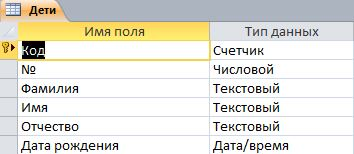 Дети
Имя поля Тип данных
Код Счетчик
№ Числовой
Фамилия Текстовый
Имя Текстовый
Отчество Текстовый
Дата рождения Дата/время